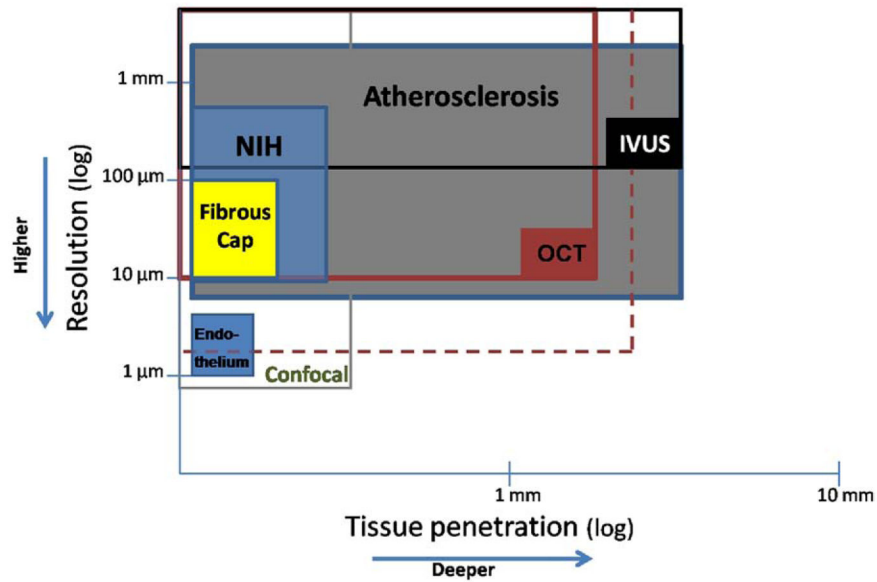 1 mm
Atherosclerosis
NIH
IVUS
100 µm
Fibrous
Cap
OCT
10 µm
Endo-
thelium
Confocal
1 µm
Higher
Resolution (log)
1 mm
10 mm
Tissue penetration (log)
Deeper